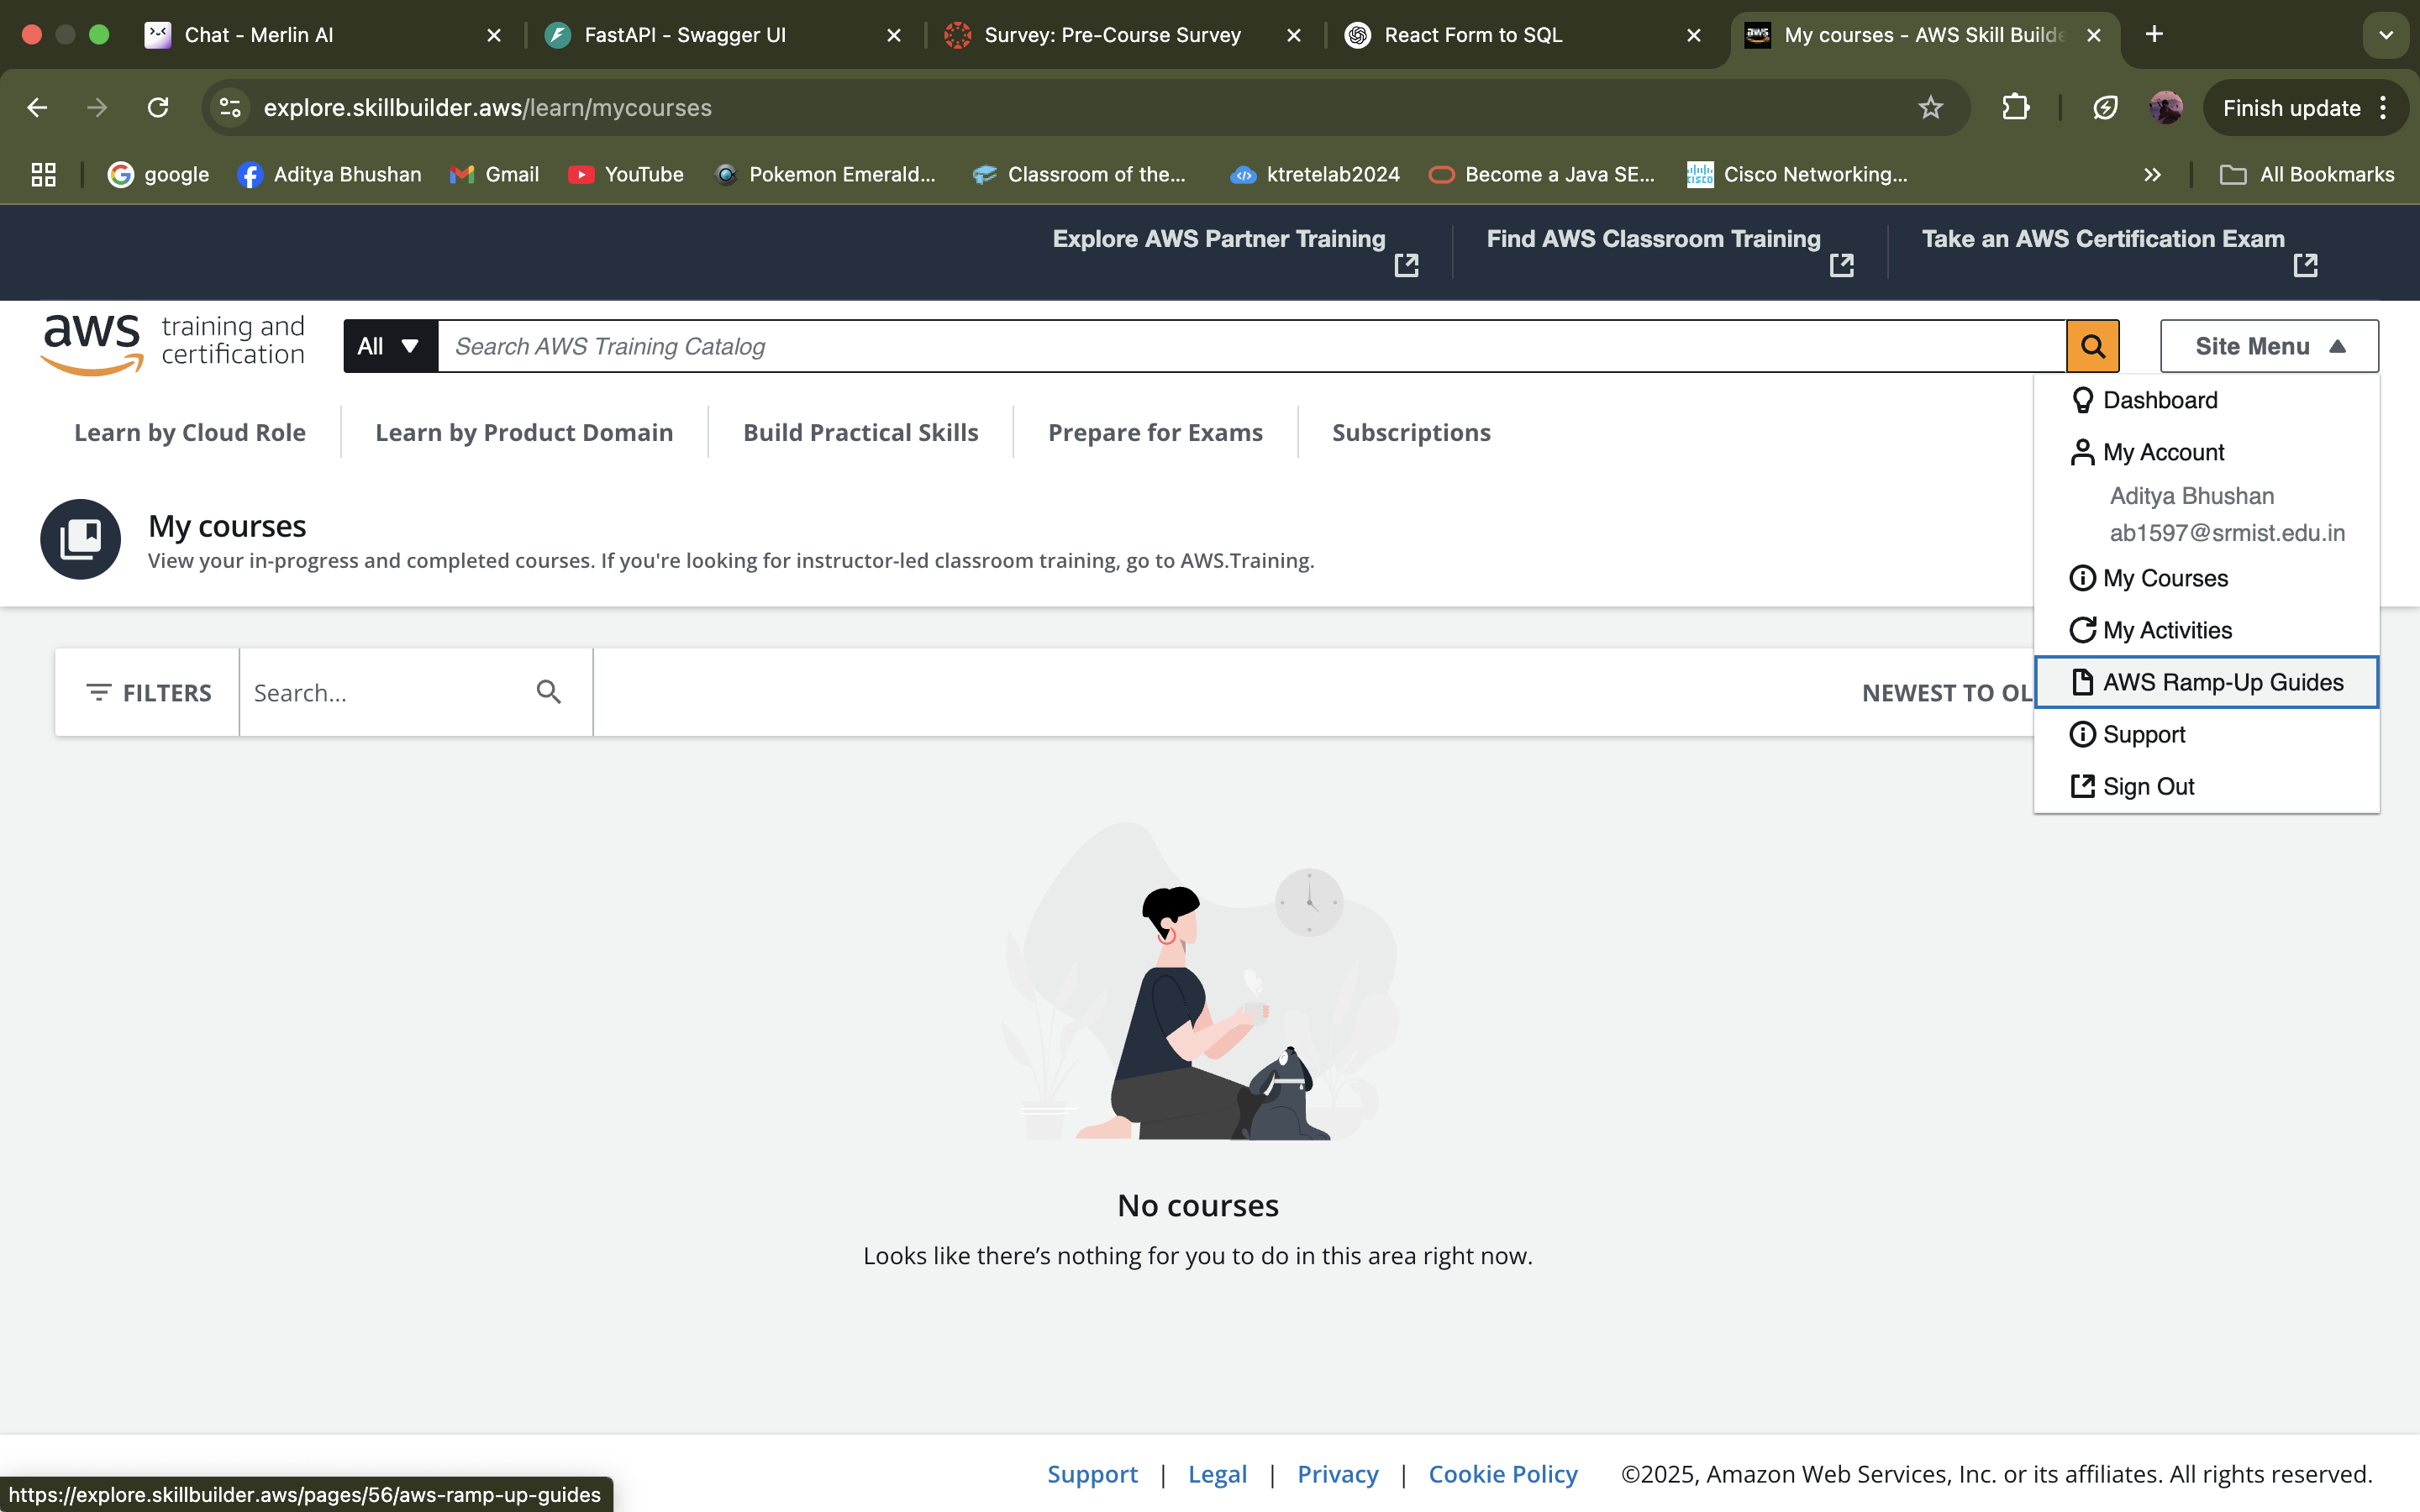 Chat - Merlin AI
FastAPI - Swagger UI
Survey: Pre-Course Survey
React Form to SQL
My courses - AWS Skill Builde
explore.skillbuilder.aws/learn/mycourses
Finish update
google
Aditya Bhushan
Gmail
YouTube
Pokemon Emerald...
Classroom of the...
ktretelab2024
Become a Java SE...
Cisco Networking...
All Bookmarks
Explore AWS Partner Training
Find AWS Classroom Training
Take an AWS Certification Exam
aws training and certification
All
Search AWS Training Catalog
Site Menu
Learn by Cloud Role
Learn by Product Domain
Build Practical Skills
Prepare for Exams
Subscriptions
Dashboard
My Account
Aditya Bhushan
ab1597@srmist.edu.in
My Courses
My Activities
AWS Ramp-Up Guides
Support
Sign Out
My courses
View your in-progress and completed courses. If you're looking for instructor-led classroom training, go to AWS.Training.
FILTERS
Search...
NEWEST TO OL
No courses
Looks like there’s nothing for you to do in this area right now.
Support | Legal | Privacy | Cookie Policy
©2025, Amazon Web Services, Inc. or its affiliates. All rights reserved.
https://explore.skillbuilder.aws/pages/56/aws-ramp-up-guides